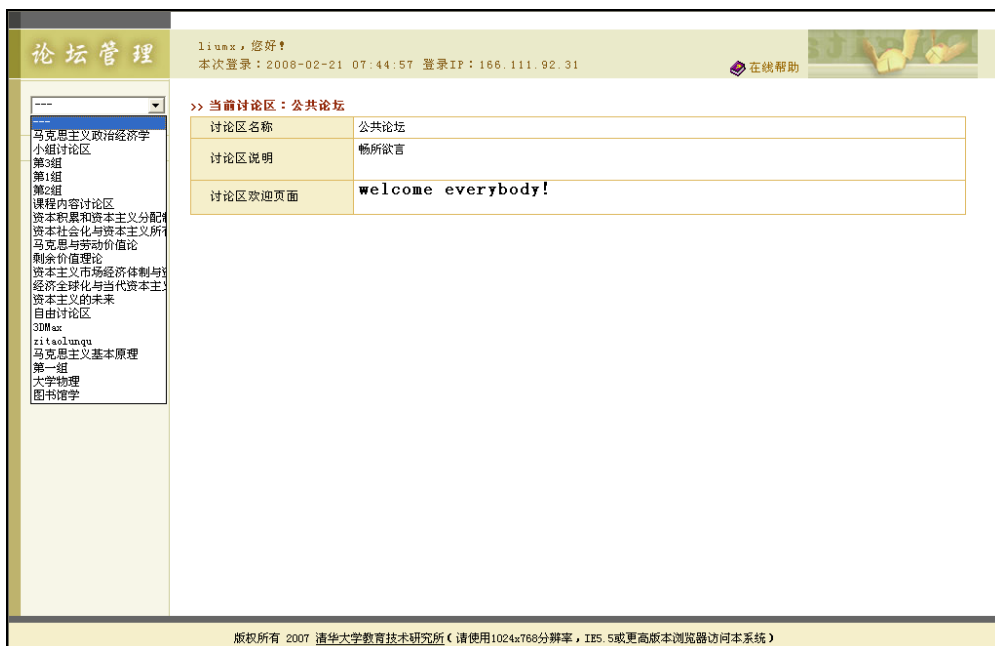 论坛管理
liumx，您好！
本次登录：2008-02-21 07:44:57 登录IP：166.111.92.31
在线帮助
---
---
马克思主义政治经济学
小组讨论区
第3组
第1组
第2组
课程内容讨论区
资本积累和资本主义分配
资本社会化与资本主义所
马克思与劳动价值论
剩余价值理论
资本主义市场经济体制与
经济全球化与当代资本主
资本主义的未来
自由讨论区
3DMax
zitaolunqu
马克思主义基本原理
第一组
大学物理
图书馆学
>> 当前讨论区：公共论坛
讨论区名称 公共论坛
讨论区说明 畅所欲言
讨论区欢迎页面 welcome everybody!
版权所有 2007 清华大学教育技术研究所（请使用1024x768分辨率，IE5.5或更高版本浏览器访问本系统）